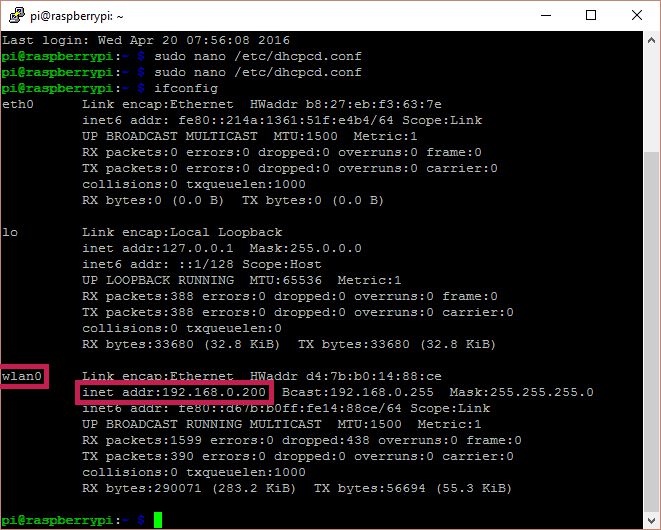 pi@raspberrypi: ~
Last login: Wed Apr 20 07:56:08 2016
pi@raspberrypi:~ $ sudo nano /etc/dhcpcd.conf
pi@raspberrypi:~ $ sudo nano /etc/dhcpcd.conf
pi@raspberrypi:~ $ ifconfig
eth0 Link encap:Ethernet HWaddr b8:27:eb:f3:63:7e
inet6 addr: fe80::214a:1361:51f:e4b4/64 Scope:Link
UP BROADCAST MULTICAST MTU:1500 Metric:1
RX packets:0 errors:0 dropped:0 overruns:0 frame:0
TX packets:0 errors:0 dropped:0 overruns:0 carrier:0
collisions:0 txqueuelen:1000
RX bytes:0 (0.0 B) TX bytes:0 (0.0 B)
lo Link encap:Local Loopback
inet addr:127.0.0.1 Mask:255.0.0.0
inet6 addr: ::1/128 Scope:Host
UP LOOPBACK RUNNING MTU:65536 Metric:1
RX packets:388 errors:0 dropped:0 overruns:0 frame:0
TX packets:388 errors:0 dropped:0 overruns:0 carrier:0
collisions:0 txqueuelen:0
RX bytes:33680 (32.8 KiB) TX bytes:33680 (32.8 KiB)
wlan0 Link encap:Ethernet HWaddr d4:7b:b0:14:88:ce
inet addr:192.168.0.200 Bcast:192.168.0.255 Mask:255.255.255.0
inet6 addr: fe80::d67b:b0ff:fe14:88ce/64 Scope:Link
UP BROADCAST RUNNING MULTICAST MTU:1500 Metric:1
RX packets:1599 errors:0 dropped:438 overruns:0 frame:0
TX packets:390 errors:0 dropped:0 overruns:0 carrier:0
collisions:0 txqueuelen:1000
RX bytes:290071 (283.2 KiB) TX bytes:56694 (55.3 KiB)
pi@raspberrypi:~ $